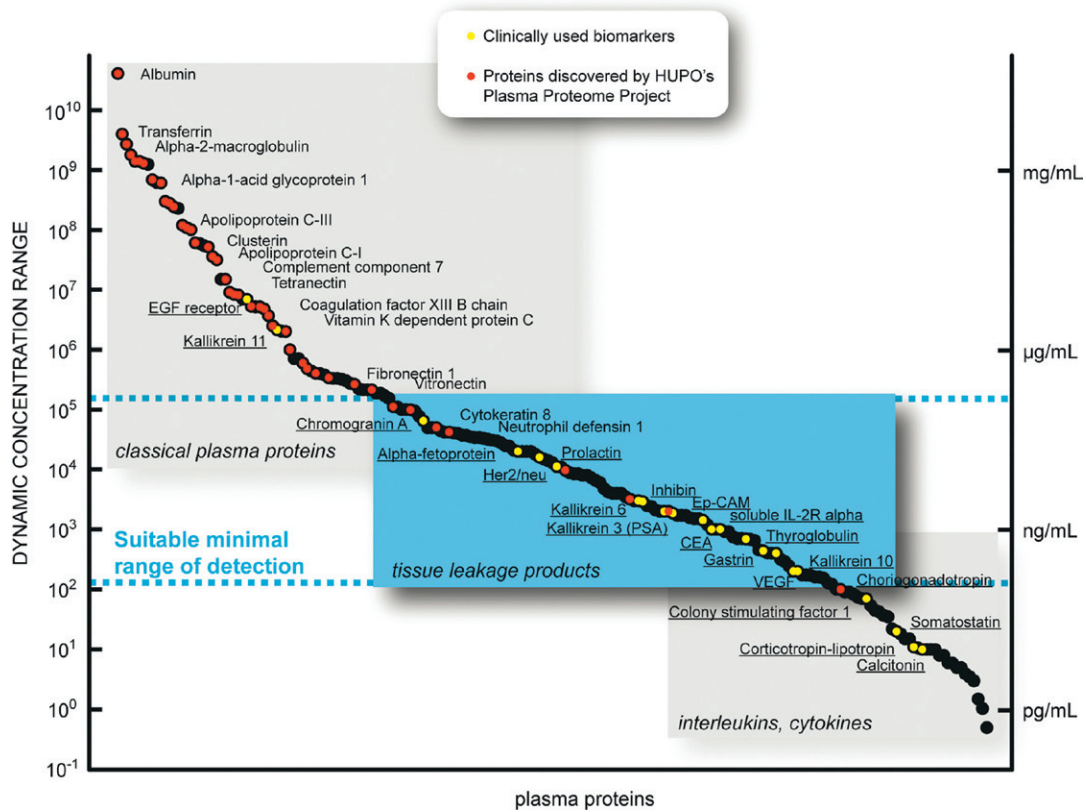 Clinically used biomarkers
Proteins discovered by HUPO's
Plasma Proteome Project
DYNAMIC CONCENTRATION RANGE
10¹⁰
10⁹
10⁸
10⁷
10⁶
10⁵
10⁴
10³
10²
10¹
10⁰
10⁻¹
mg/mL
µg/mL
ng/mL
pg/mL
Albumin
Transferrin
Alpha-2-macroglobulin
Alpha-1-acid glycoprotein 1
Apolipoprotein C-III
Clusterin
Apolipoprotein C-I
Complement component 7
Tetranectin
EGF receptor
Coagulation factor XIII B chain
Vitamin K dependent protein C
Kallikrein 11
Fibronectin 1
Vitronectin
Chromogranin A
Cytokeratin 8
Neutrophil defensin 1
classical plasma proteins
Alpha-fetoprotein
Prolactin
Her2/neu
Inhibin
Ep-CAM
Kallikrein 6
soluble IL-2R alpha
Kallikrein 3 (PSA)
Thyroglobulin
CEA
Gastrin
Kallikrein 10
Suitable minimal
range of detection
tissue leakage products
VEGF
Choriogonadotropin
Colony stimulating factor 1
Somatostatin
Corticotropin-lipotropin
Calcitonin
interleukins, cytokines
plasma proteins